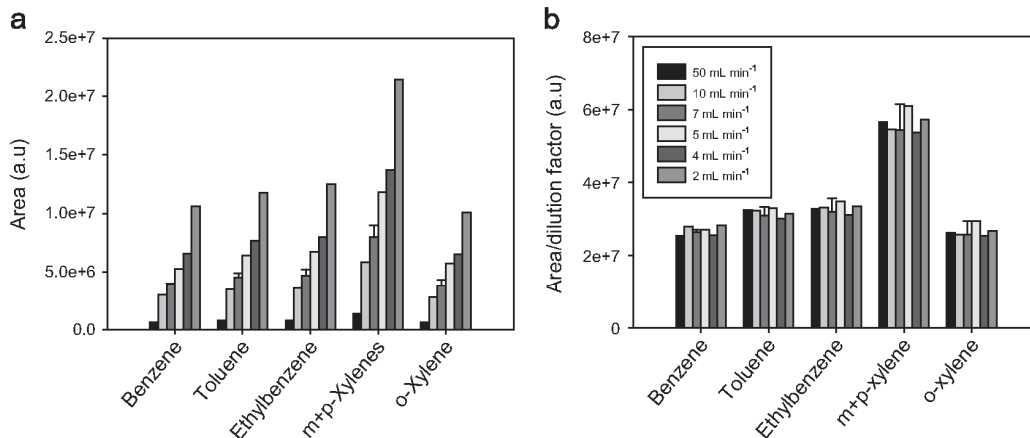 a
2.5e+7
2.0e+7
1.5e+7
1.0e+7
5.0e+6
0.0
Area (a.u)
Benzene
Toluene
Ethylbenzene
m+p-Xylenes
o-Xylene
b
8e+7
6e+7
4e+7
2e+7
0
Area/dilution factor (a.u)
50 mL min⁻¹
10 mL min⁻¹
7 mL min⁻¹
5 mL min⁻¹
4 mL min⁻¹
2 mL min⁻¹
Benzene
Toluene
Ethylbenzene
m+p-xylene
o-xylene